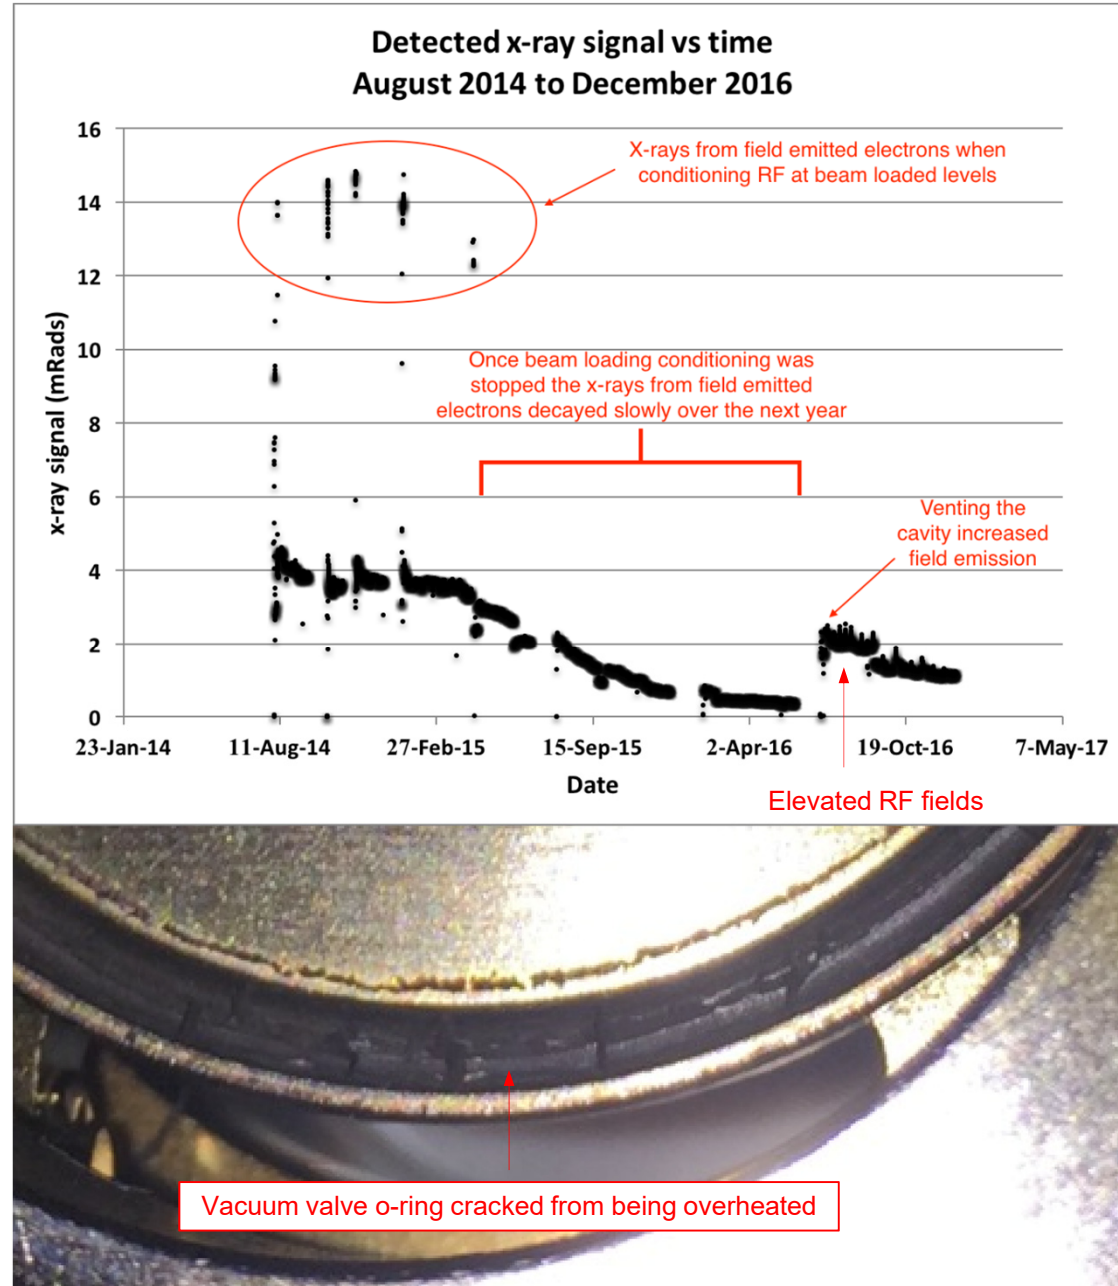 Detected x-ray signal vs time
August 2014 to December 2016
16
X-rays from field emitted electrons when
conditioning RF at beam loaded levels
14
12
x-ray signal (mRads)
10
Once beam loading conditioning was
stopped the x-rays from field emitted
electrons decayed slowly over the next year
8
6
Venting the
cavity increased
field emission
4
2
0
23-Jan-14 11-Aug-14 27-Feb-15 15-Sep-15 2-Apr-16 19-Oct-16 7-May-17
Date
Elevated RF fields
Vacuum valve o-ring cracked from being overheated